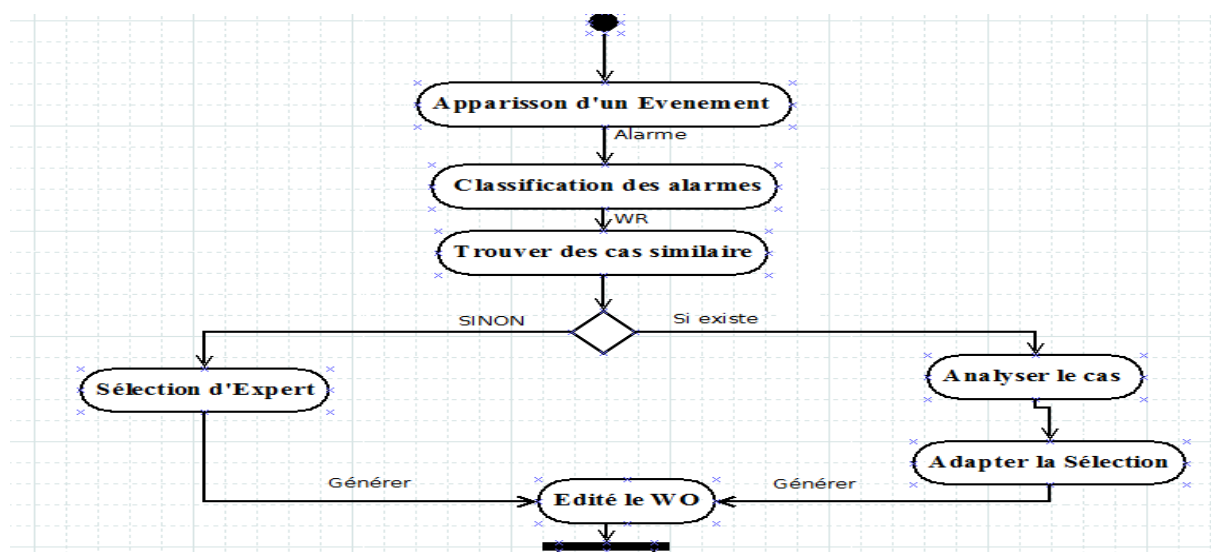 Apparisson d'un Evenement
Alarme
Classification des alarmes
WR
Trouver des cas similaire
SINON
Si existe
Sélection d'Expert
Analyser le cas
Adapter la Sélection
Générer
Générer
Edité le WO